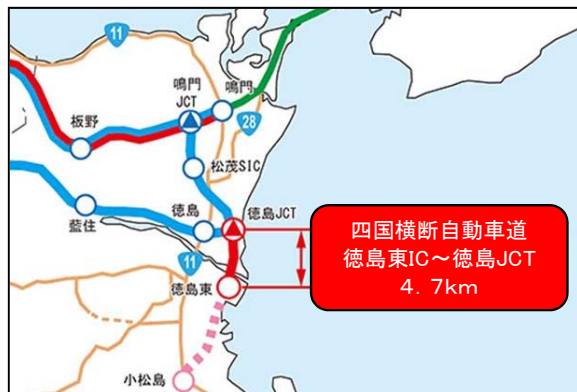 11
鳴門
JCT
鳴門
28
板野
松茂SIC
藍住
徳島
徳島JCT
11
徳島東
小松島
四国横断自動車道
徳島東IC～徳島JCT
4．7km